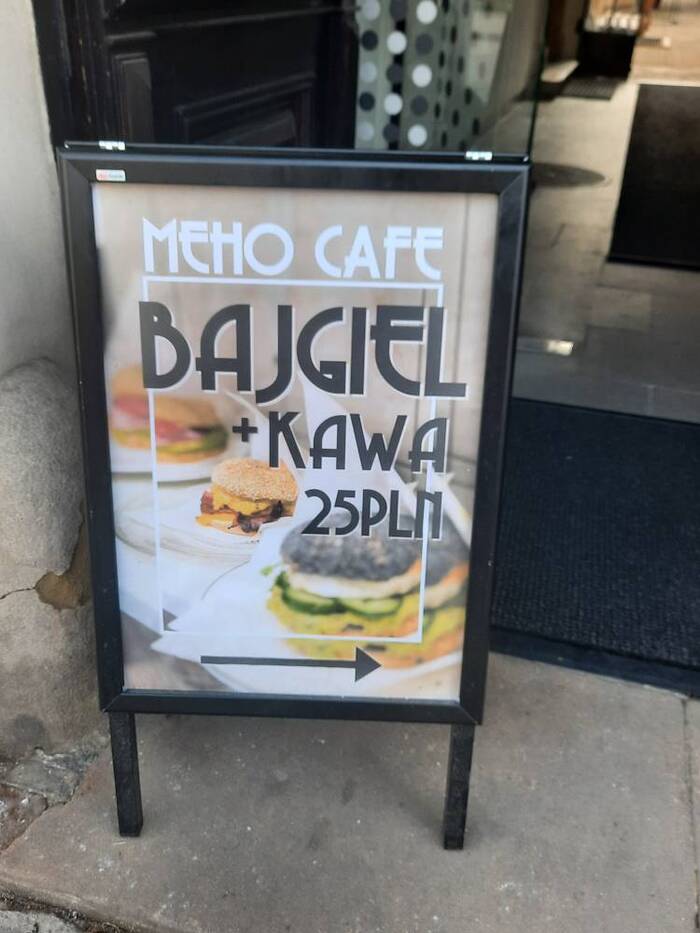 MEHO CAFE
BAJGIEL
+KAWA
25PLN